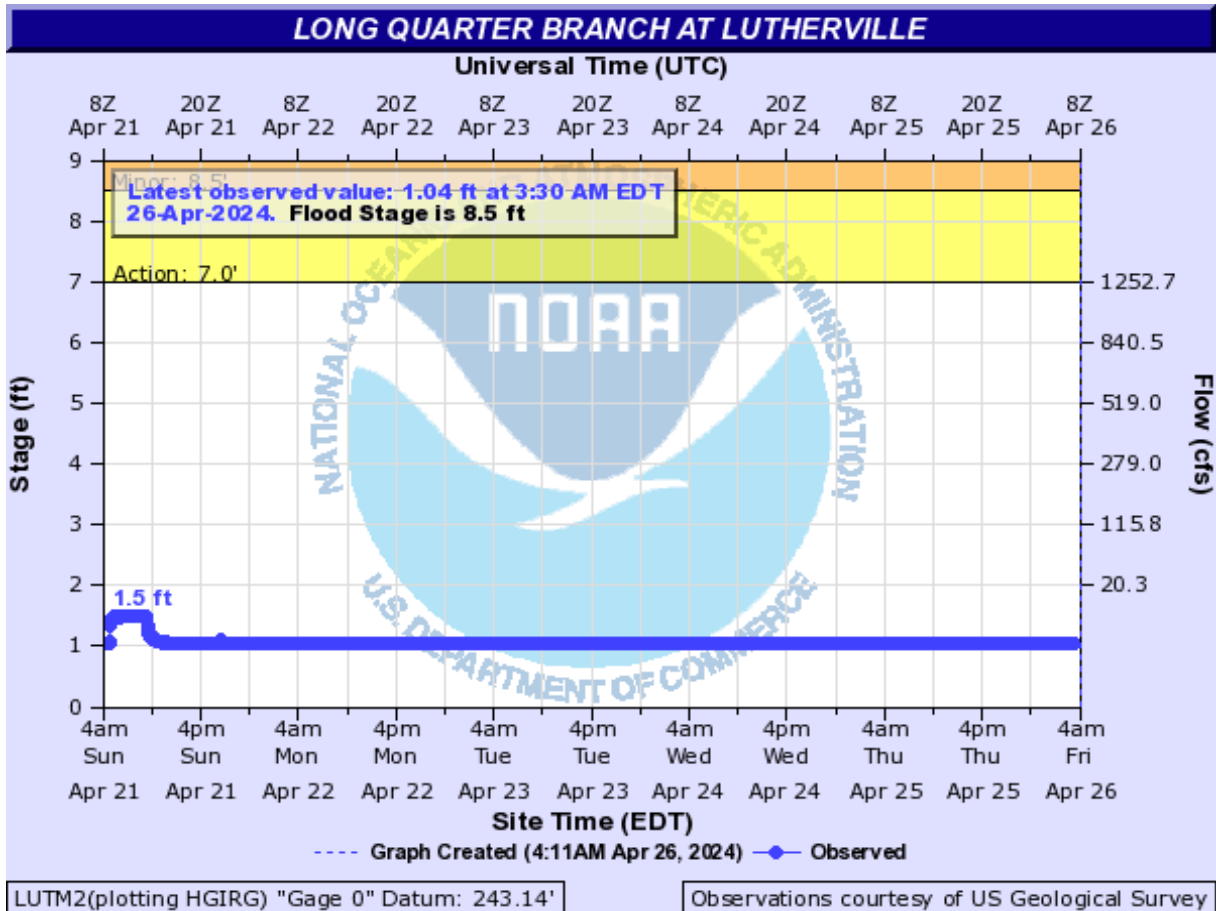 LONG QUARTER BRANCH AT LUTHERVILLE
Universal Time (UTC)
8Z 20Z 8Z 20Z 8Z 20Z 8Z 20Z 8Z 20Z 8Z
Apr 21 Apr 21 Apr 22 Apr 22 Apr 23 Apr 23 Apr 24 Apr 24 Apr 25 Apr 25 Apr 26
Minor: 8.5'
Latest observed value: 1.04 ft at 3:30 AM EDT
26-Apr-2024. Flood Stage is 8.5 ft
Action: 7.0'
9
8
7 1252.7
6 840.5
5 519.0
4 279.0
3 115.8
2 20.3
1
0
Stage (ft)
Flow (cfs)
NATIONAL OCEANIC AND ATMOSPHERIC ADMINISTRATION
NOAA
U.S. DEPARTMENT OF COMMERCE
1.5 ft
4am 4pm 4am 4pm 4am 4pm 4am 4pm 4am 4pm 4am
Sun Sun Mon Mon Tue Tue Wed Wed Thu Thu Fri
Apr 21 Apr 21 Apr 22 Apr 22 Apr 23 Apr 23 Apr 24 Apr 24 Apr 25 Apr 25 Apr 26
Site Time (EDT)
Graph Created (4:11AM Apr 26, 2024) Observed
LUTM2(plotting HGIRG) "Gage 0" Datum: 243.14'
Observations courtesy of US Geological Survey